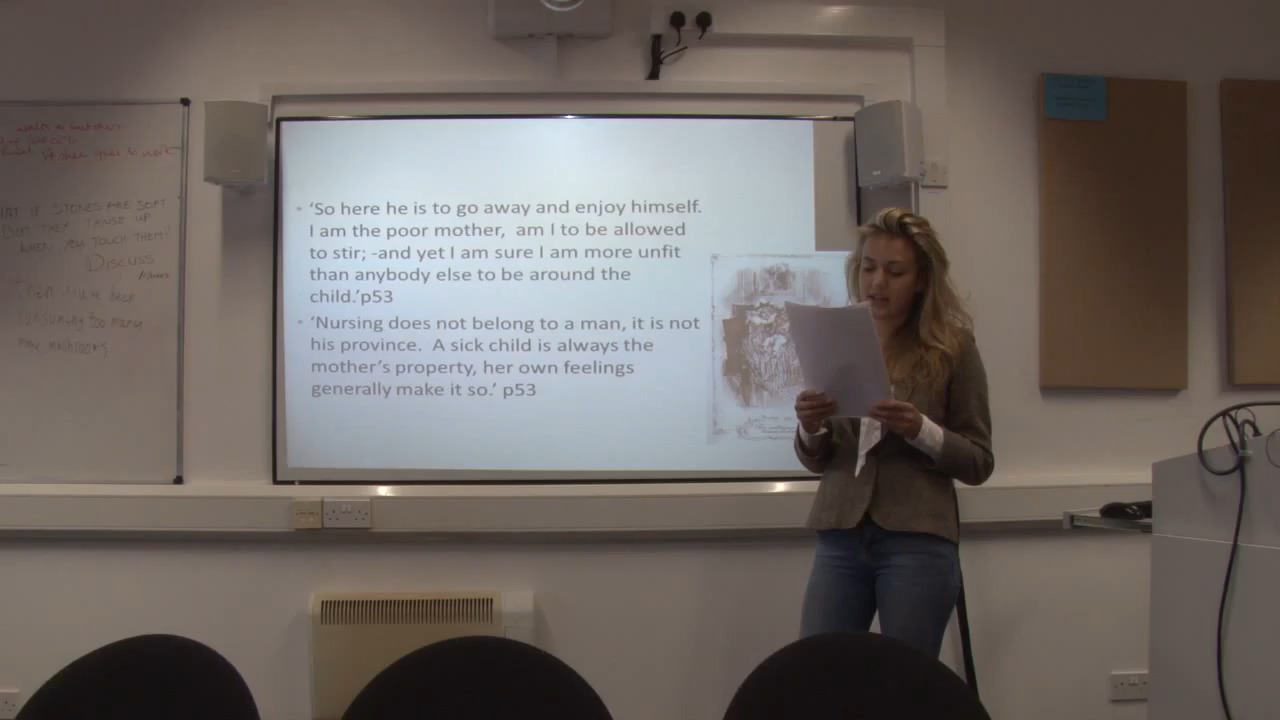 WHAT IF STONES ARE SOFT
BUT THEY TENSE UP
WHEN YOU TOUCH THEM?
DISCUSS
too many
‘So here he is to go away and enjoy himself.
I am the poor mother, am I to be allowed
to stir; -and yet I am sure I am more unfit
than anybody else to be around the
child.’p53
‘Nursing does not belong to a man, it is not
his province. A sick child is always the
mother’s property, her own feelings
generally make it so.’ p53